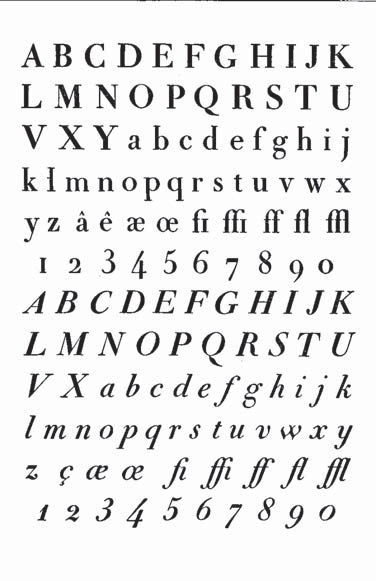 A B C D E F G H I J K
L M N O P Q R S T U
V X Y a b c d e f g h i j
k l m n o p q r s t u v w x
y z â ê æ œ fi ffi ff fl ffl
1 2 3 4 5 6 7 8 9 0
A B C D E F G H I J K
L M N O P Q R S T U
V X a b c d e f g h i j k
l m n o p q r s t u v w x y
z ç æ œ fi ffi ff fl ffl
1 2 3 4 5 6 7 8 9 0